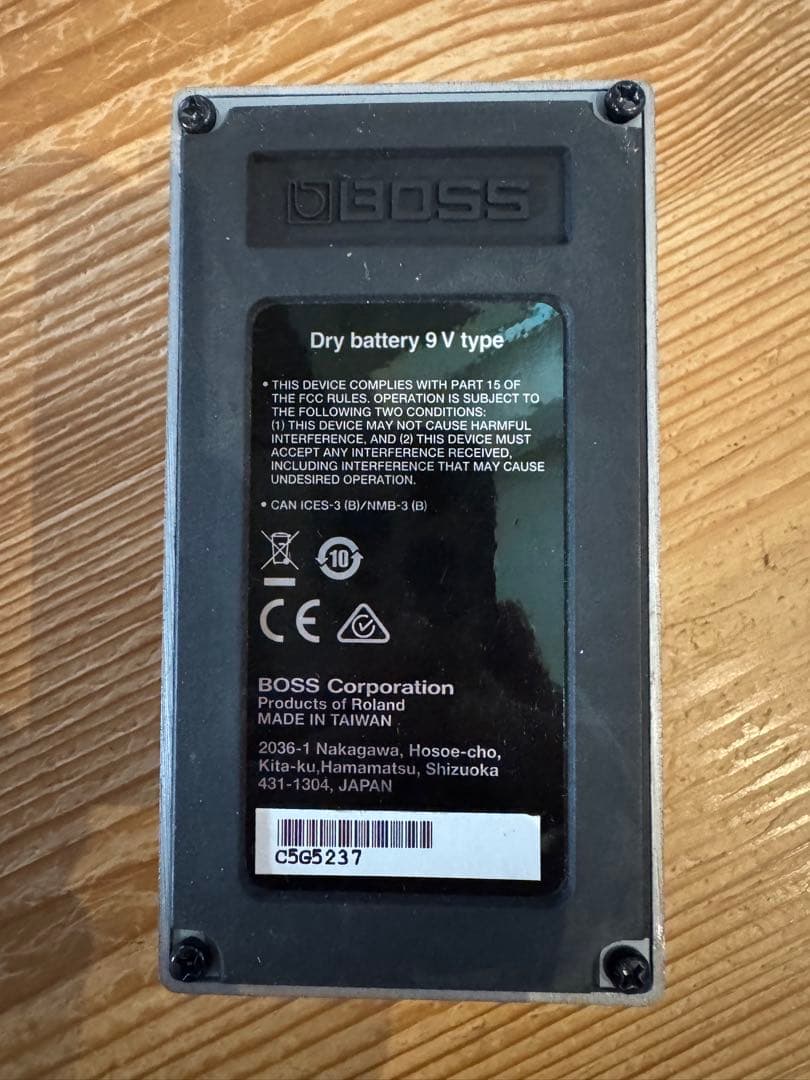 BOSS
Dry battery 9 V type
• THIS DEVICE COMPLIES WITH PART 15 OF
THE FCC RULES. OPERATION IS SUBJECT TO
THE FOLLOWING TWO CONDITIONS:
(1) THIS DEVICE MAY NOT CAUSE HARMFUL
INTERFERENCE, AND (2) THIS DEVICE MUST
ACCEPT ANY INTERFERENCE RECEIVED,
INCLUDING INTERFERENCE THAT MAY CAUSE
UNDESIRED OPERATION.
• CAN ICES-3 (B)/NMB-3 (B)
10
CE
BOSS Corporation
Products of Roland
MADE IN TAIWAN
2036-1 Nakagawa, Hosoe-cho,
Kita-ku,Hamamatsu, Shizuoka
431-1304, JAPAN
C5G5237